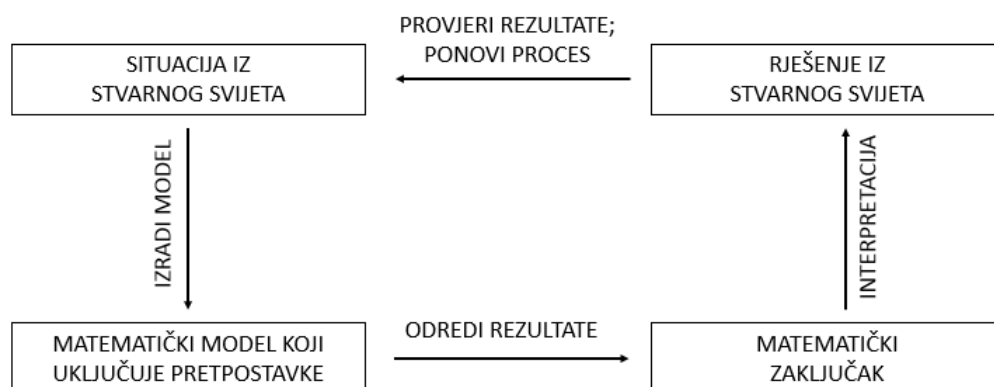 PROVJERI REZULTATE;
PONOVI PROCES
SITUACIJA IZ
STVARNOG SVIJETA
RJEŠENJE IZ
STVARNOG SVIJETA
IZRADI MODEL
INTERPRETACIJA
ODREDI REZULTATE
MATEMATIČKI MODEL KOJI
UKLJUČUJE PRETPOSTAVKE
MATEMATIČKI
ZAKLJUČAK